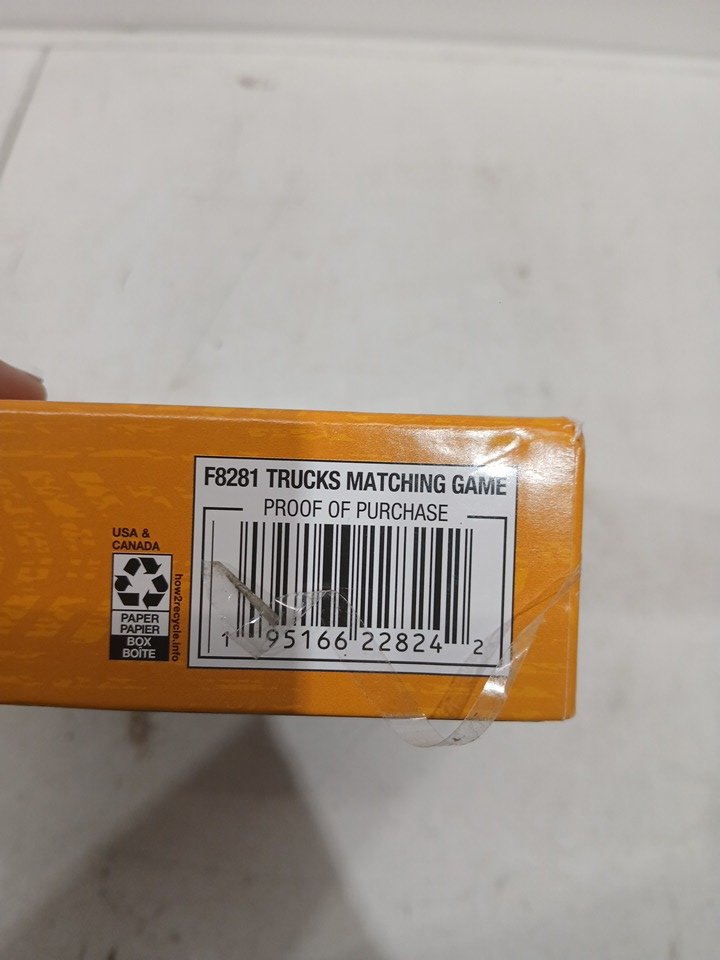 F8281 TRUCKS MATCHING GAME
PROOF OF PURCHASE
1 95166 22824 2
USA &
CANADA
how2recycle.info
PAPER
PAPIER
BOX
BOÎTE